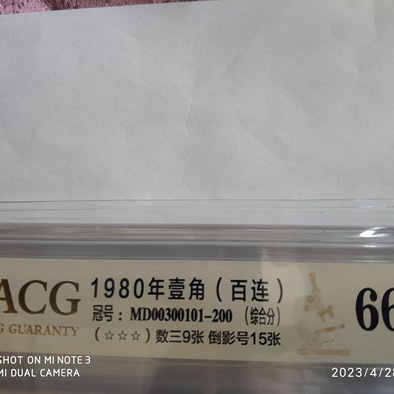 ACG
G GUARANTY
1980年壹角（百连）
冠号：MD00300101-200 （综合分）
（☆☆☆）数三9张 倒影号15张
66
SHOT ON MI NOTE 3
MI DUAL CAMERA
2023/4/28